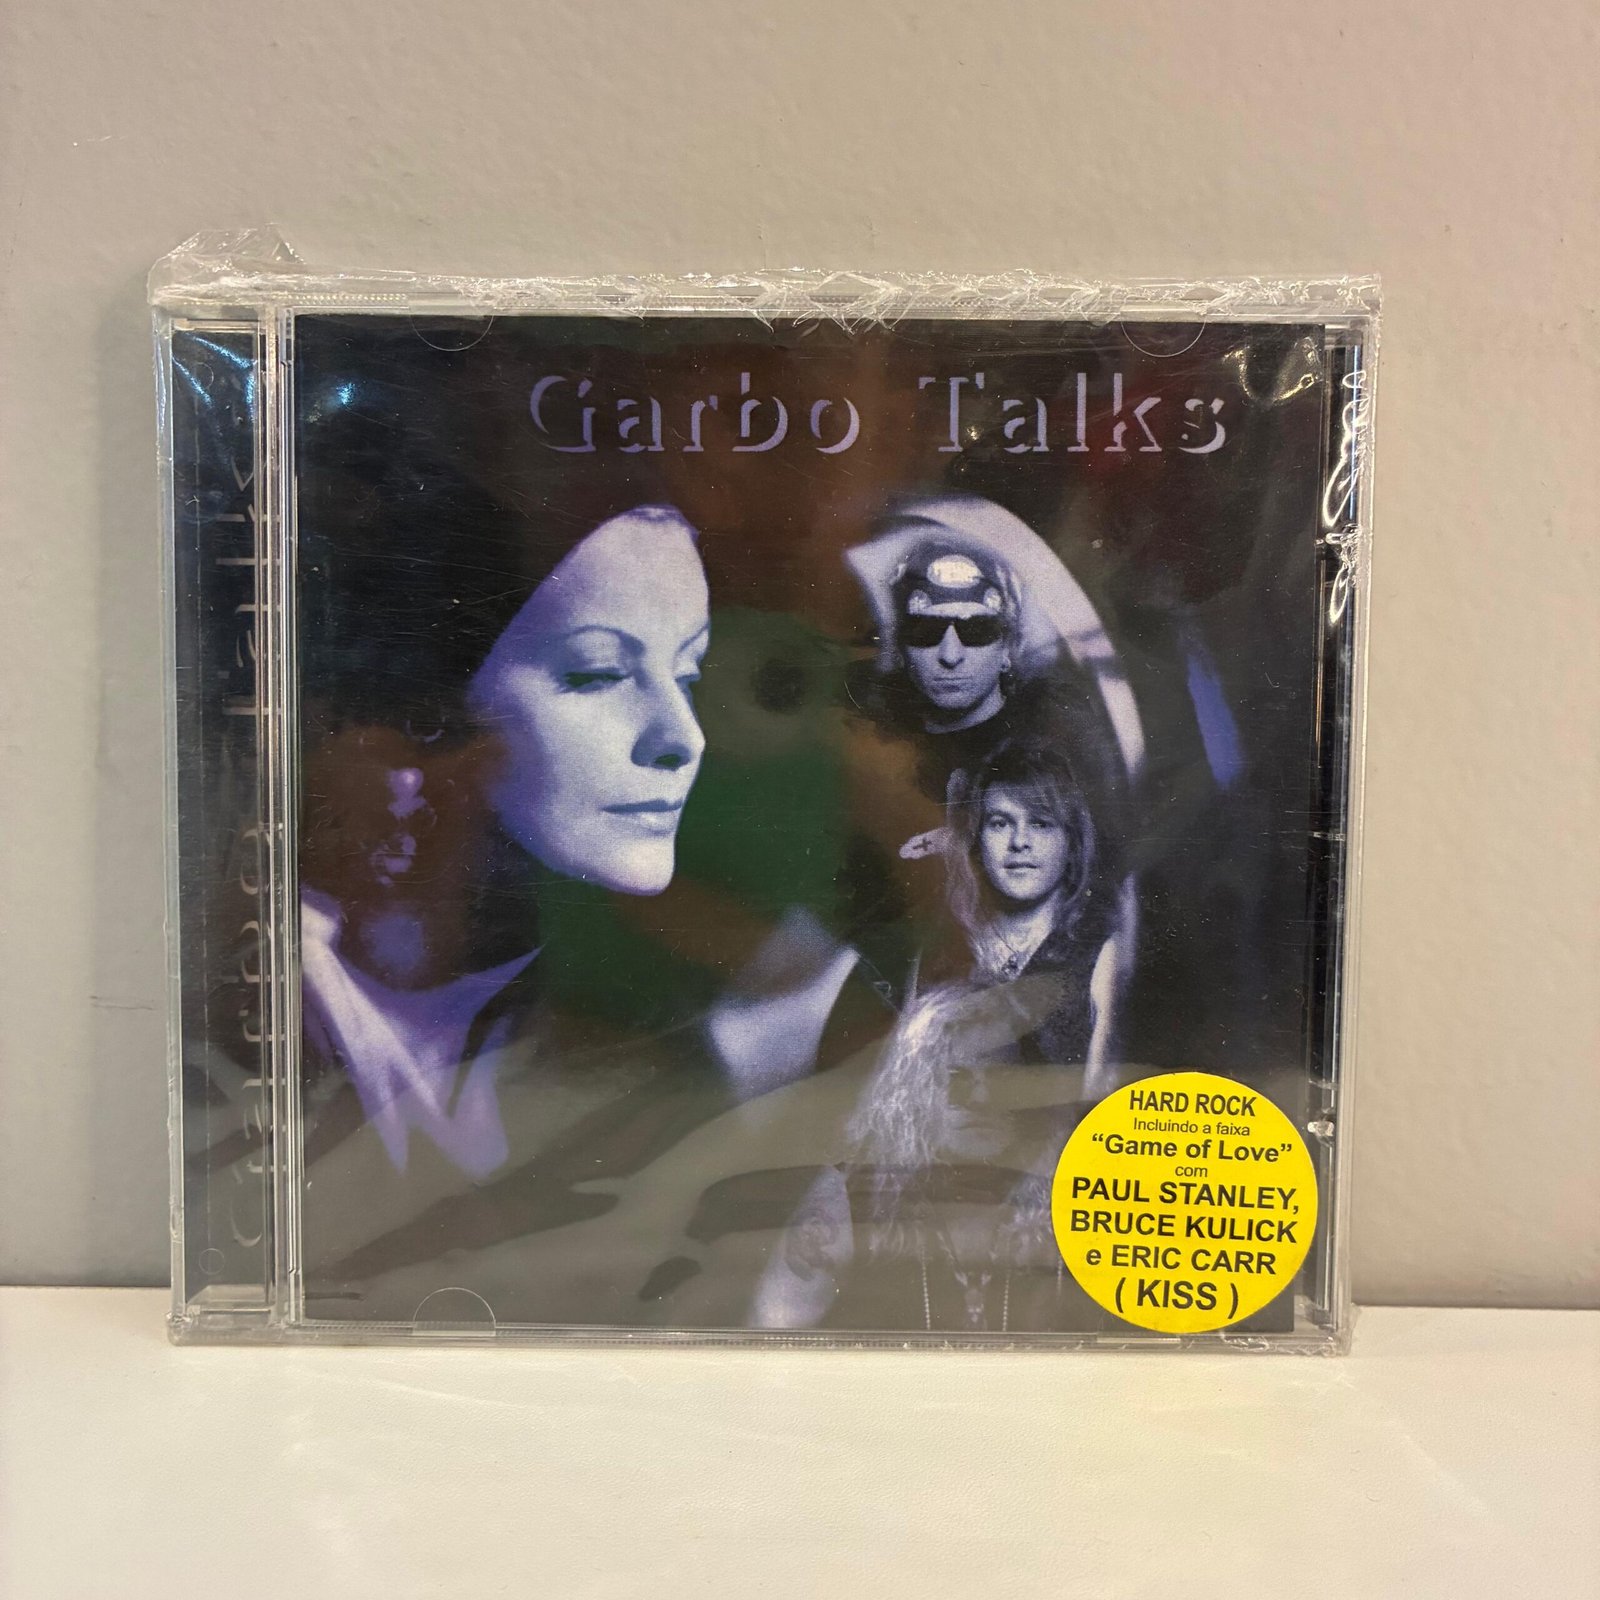 Garbo Talks
Garbo Talks
HARD ROCK
Incluindo a faixa
“Game of Love”
com
PAUL STANLEY,
BRUCE KULICK
e ERIC CARR
( KISS )